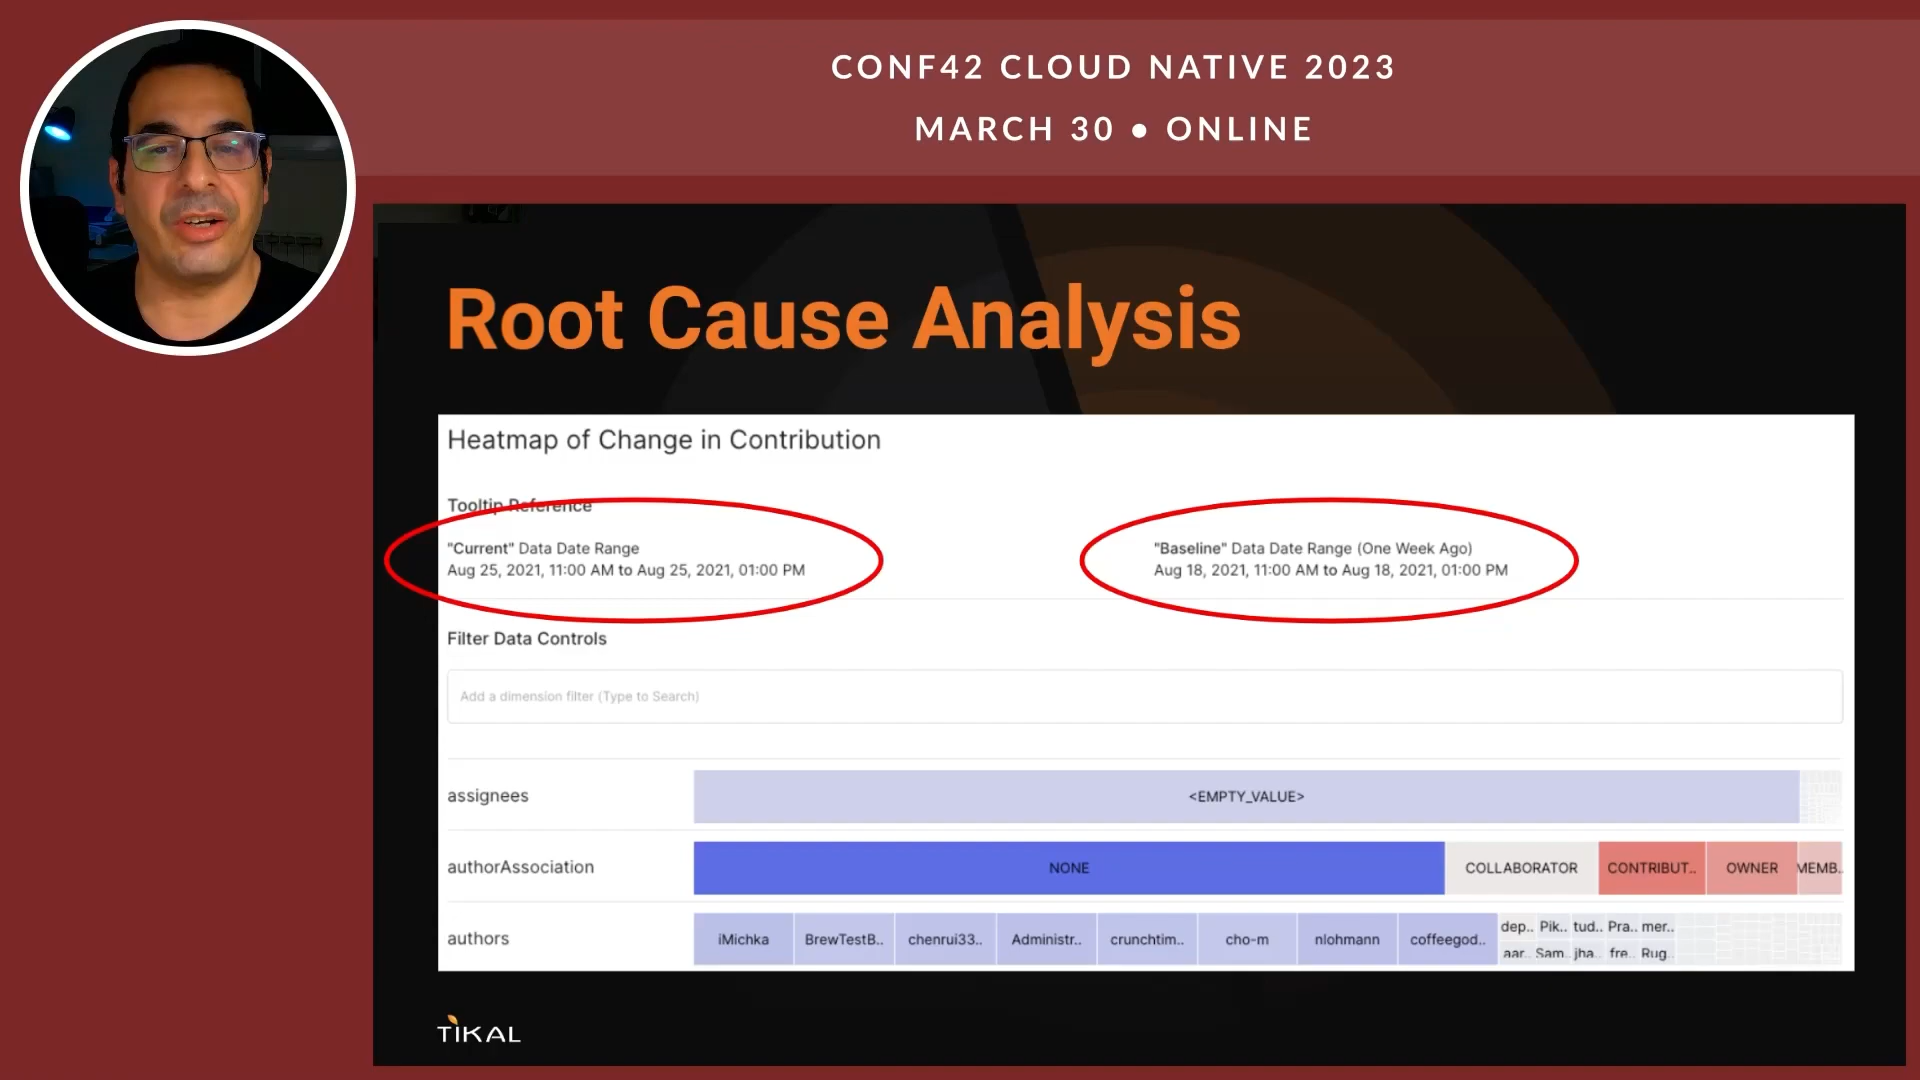 CONF42 CLOUD NATIVE 2023
MARCH 30 • ONLINE
Root Cause Analysis
Heatmap of Change in Contribution
Tooltip Reference
"Current" Data Date Range
Aug 25, 2021, 11:00 AM to Aug 25, 2021, 01:00 PM
"Baseline" Data Date Range (One Week Ago)
Aug 18, 2021, 11:00 AM to Aug 18, 2021, 01:00 PM
Filter Data Controls
Add a dimension filter (Type to Search)
assignees <EMPTY_VALUE>
authorAssociation NONE COLLABORATOR CONTRIBUT.. OWNER MEMB..
authors iMichka BrewTestB.. chenrui33.. Administr.. crunchtim.. cho-m nlohmann coffeegod..
dep.. Pik.. tud.. Pra.. mer..
aar.. Sam.. jha.. fre.. Rug..
TIKAL